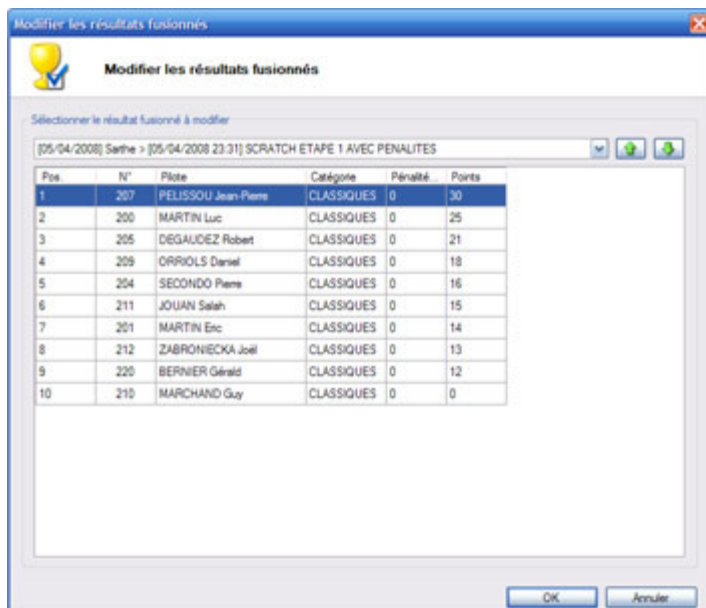 Modifier les résultats fusionnés
Modifier les résultats fusionnés
Sélectionner le résultat fusionné à modifier
[05/04/2008] Sarthe > [05/04/2008 23:31] SCRATCH ETAPE 1 AVEC PENALITES
Pos. N° Pilote Catégorie Pénalité... Points
1 207 PELISSOU Jean-Pierre CLASSIQUES 0 30
2 200 MARTIN Luc CLASSIQUES 0 25
3 205 DEGAUDEZ Robert CLASSIQUES 0 21
4 209 ORRIOLS Daniel CLASSIQUES 0 18
5 204 SECONDO Pierre CLASSIQUES 0 16
6 211 JOUAN Salah CLASSIQUES 0 15
7 201 MARTIN Eric CLASSIQUES 0 14
8 212 ZABRONIECKA Joël CLASSIQUES 0 13
9 220 BERNIER Gérald CLASSIQUES 0 12
10 210 MARCHAND Guy CLASSIQUES 0 0
OK Annuler